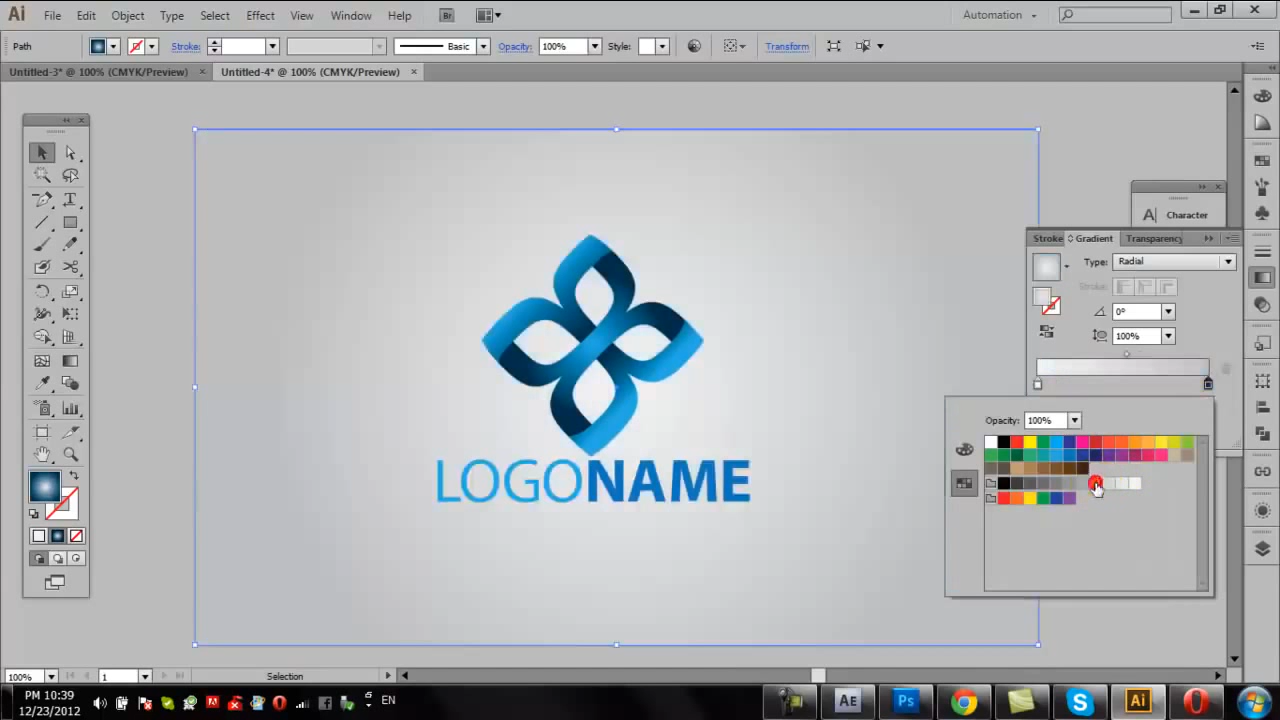 Ai File Edit Object Type Select Effect View Window Help Br Automation
Path Stroke: Basic Opacity: 100% Style: Transform
Untitled-3* @ 100% (CMYK/Preview) × Untitled-4* @ 100% (CMYK/Preview) ×
A| Character
Stroke Gradient Transparency
Type: Radial
Stroke:
0°
100%
Opacity: 100%
LOGONAME
100% 1 Selection
PM 10:39
12/23/2012
EN
AE Ps Ai